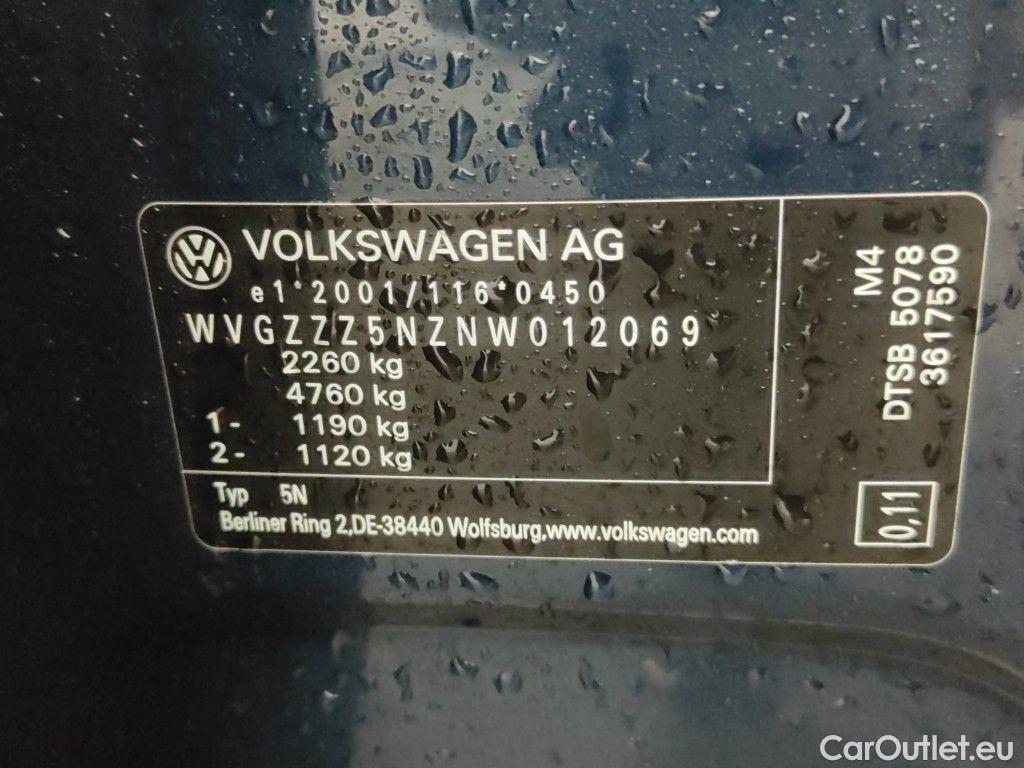 VOLKSWAGEN AG
e1*2001/116*0450
WVGZZZ5NZNW012069
2260 kg
4760 kg
1- 1190 kg
2- 1120 kg
Typ 5N
Berliner Ring 2,DE-38440 Wolfsburg,www.volkswagen.com
M4
DTSB 5078
3617590
0,11
CarOutlet.eu